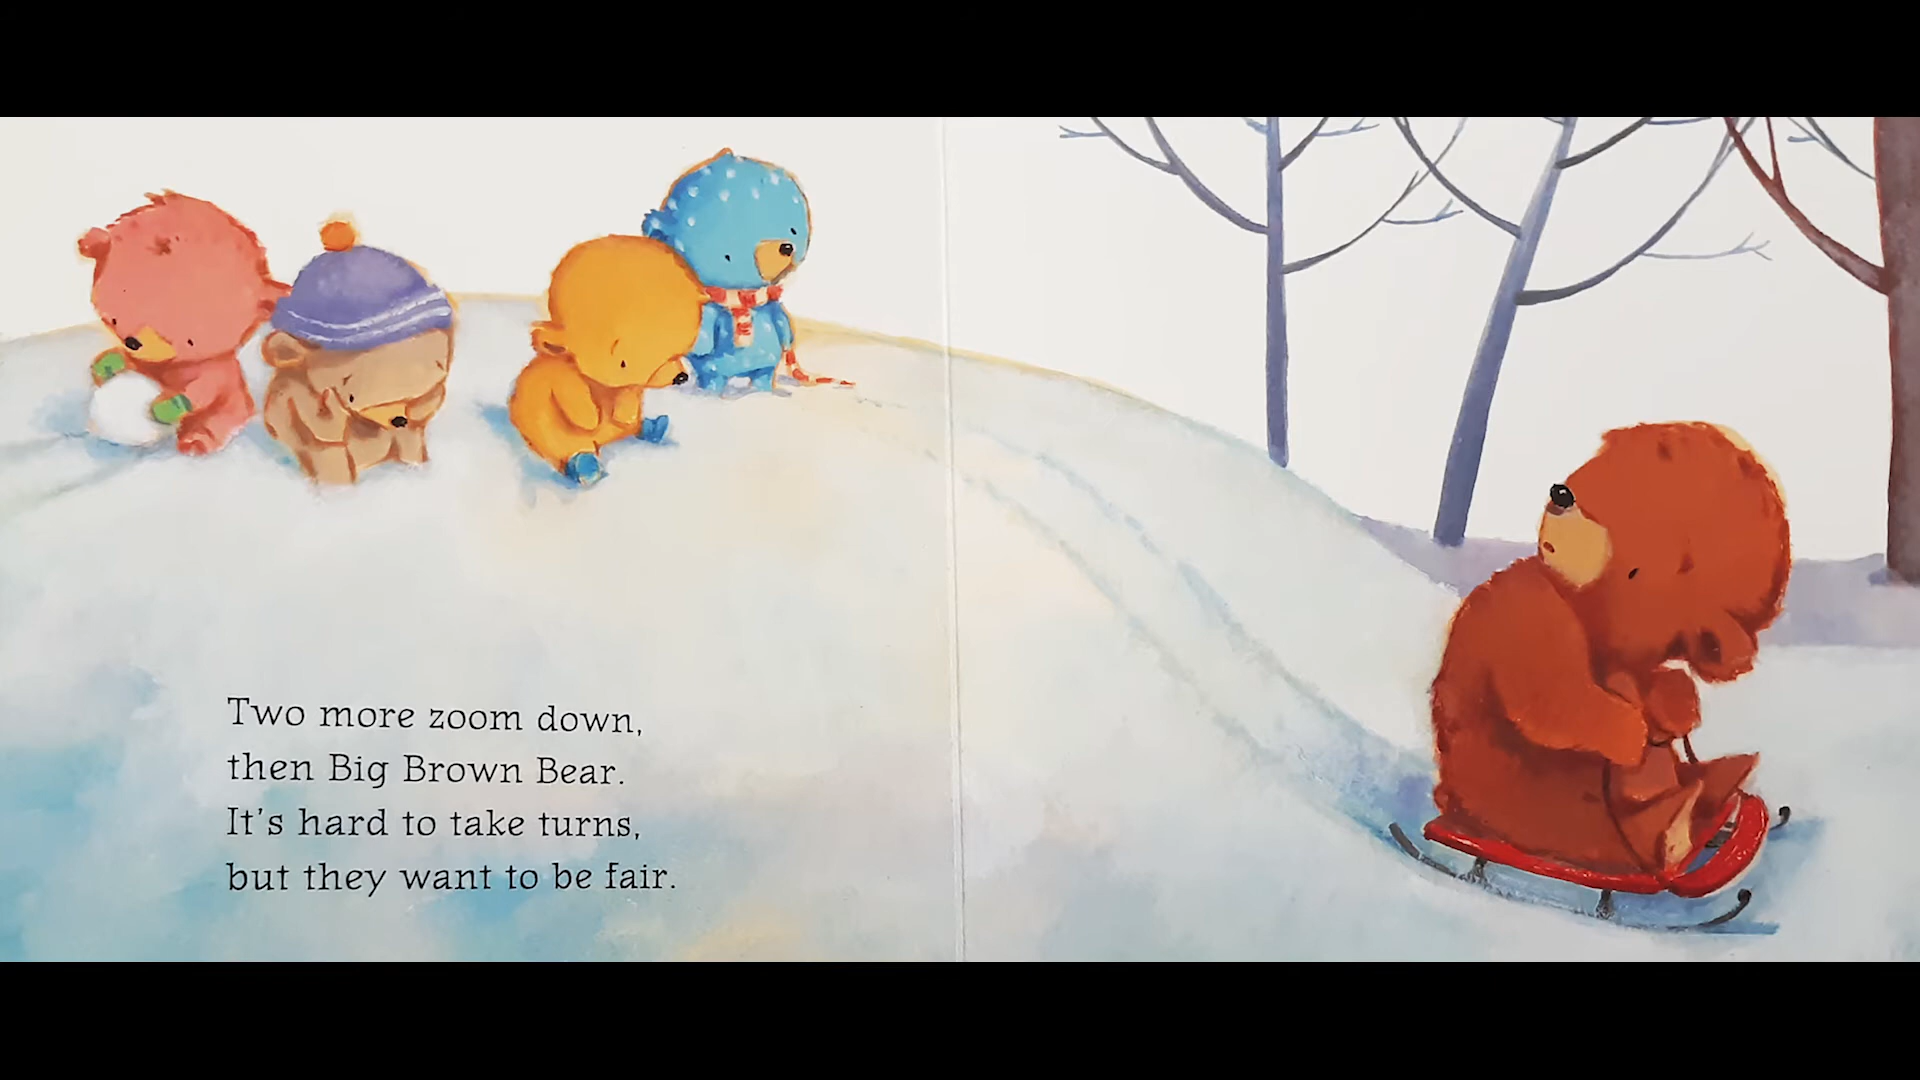 Two more zoom down,
then Big Brown Bear.
It's hard to take turns,
but they want to be fair.